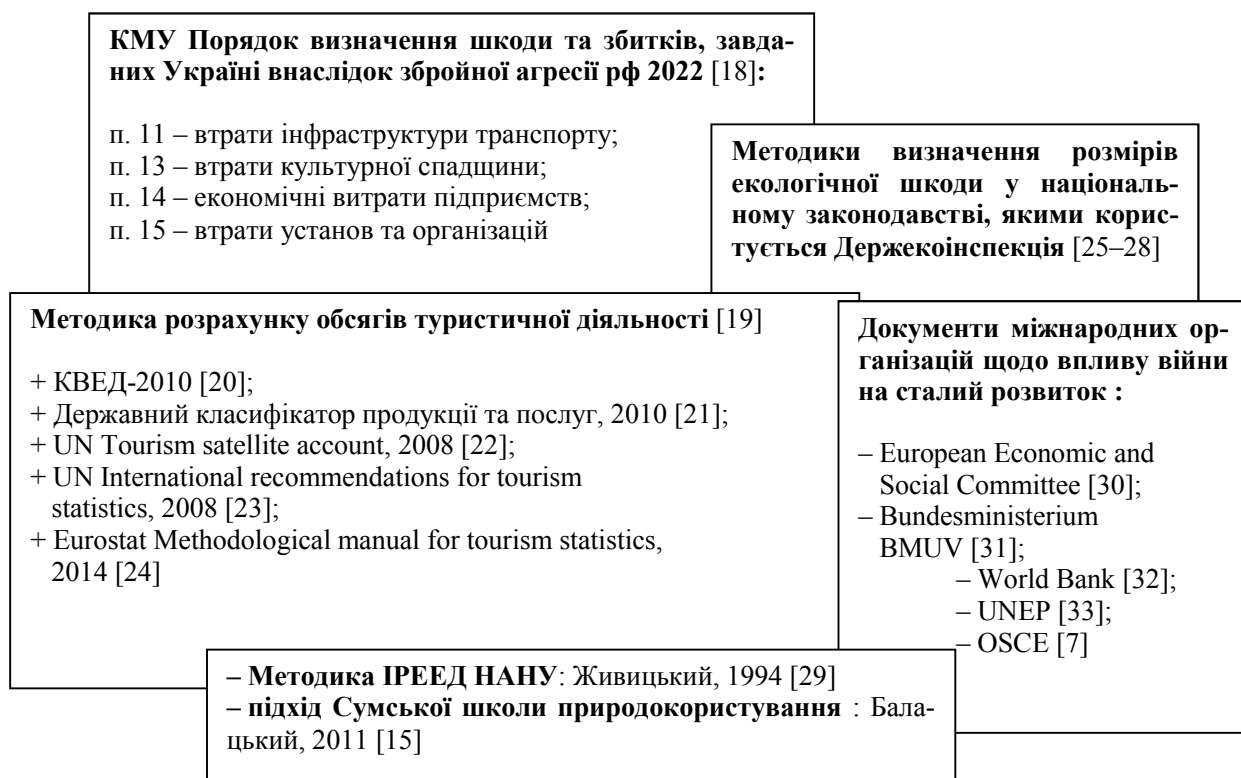 КМУ Порядок визначення шкоди та збитків, завда-
них Україні внаслідок збройної агресії рф 2022 [18]:
п. 11 – втрати інфраструктури транспорту;
п. 13 – втрати культурної спадщини;
п. 14 – економічні витрати підприємств;
п. 15 – втрати установ та організацій
Методики визначення розмірів
екологічної шкоди у національ-
ному законодавстві, якими корис-
тується Держекоінспекція [25–28]
Методика розрахунку обсягів туристичної діяльності [19]
+ КВЕД-2010 [20];
+ Державний класифікатор продукції та послуг, 2010 [21];
+ UN Tourism satellite account, 2008 [22];
+ UN International recommendations for tourism
statistics, 2008 [23];
+ Eurostat Methodological manual for tourism statistics,
2014 [24]
Документи міжнародних ор-
ганізацій щодо впливу війни
на сталий розвиток :
– European Economic and
Social Committee [30];
– Bundesministerium
BMUV [31];
– World Bank [32];
– UNEP [33];
– OSCE [7]
– Методика ІРЕЕД НАНУ: Живицький, 1994 [29]
– підхід Сумської школи природокористування : Бала-
цький, 2011 [15]